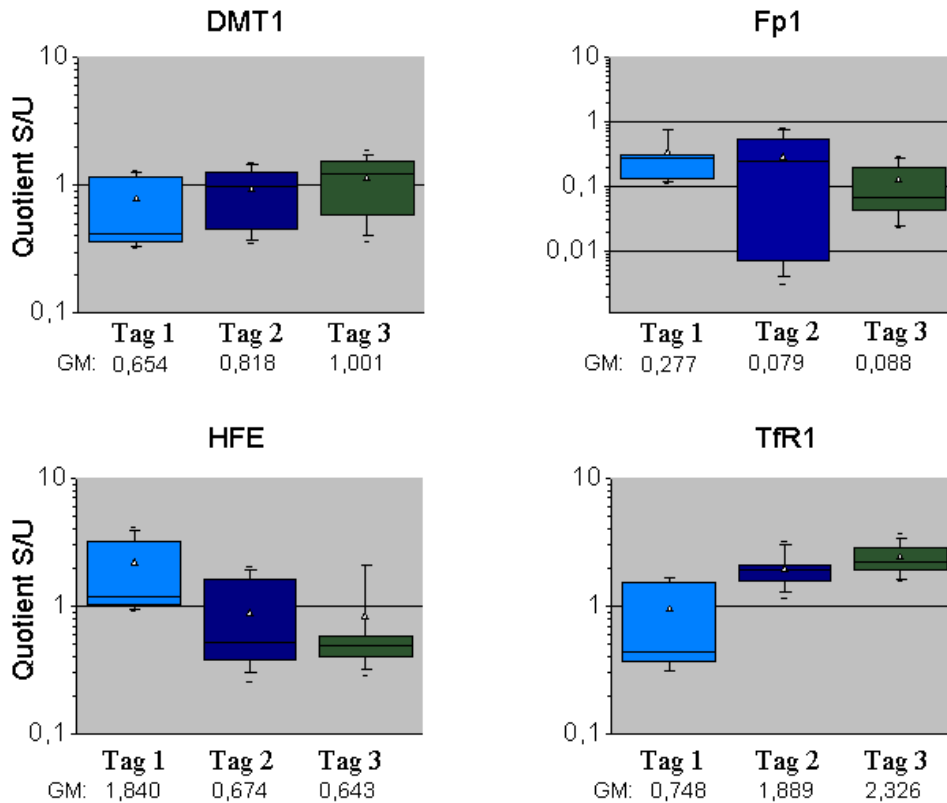 DMT1
Quotient S/U
10
1
0,1
Tag 1 Tag 2 Tag 3
GM: 0,654 0,818 1,001
Fp1
10
1
0,1
0,01
Tag 1 Tag 2 Tag 3
GM: 0,277 0,079 0,088
HFE
Quotient S/U
10
1
0,1
Tag 1 Tag 2 Tag 3
GM: 1,840 0,674 0,643
TfR1
10
1
0,1
Tag 1 Tag 2 Tag 3
GM: 0,748 1,889 2,326